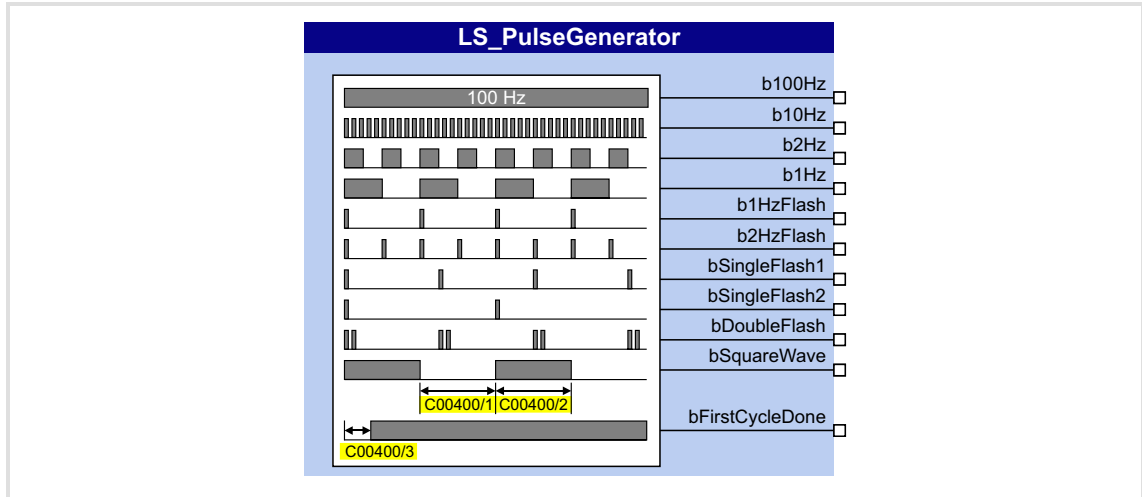 LS_PulseGenerator
100 Hz
b100Hz
b10Hz
b2Hz
b1Hz
b1HzFlash
b2HzFlash
bSingleFlash1
bSingleFlash2
bDoubleFlash
bSquareWave
C00400/1 C00400/2
bFirstCycleDone
C00400/3